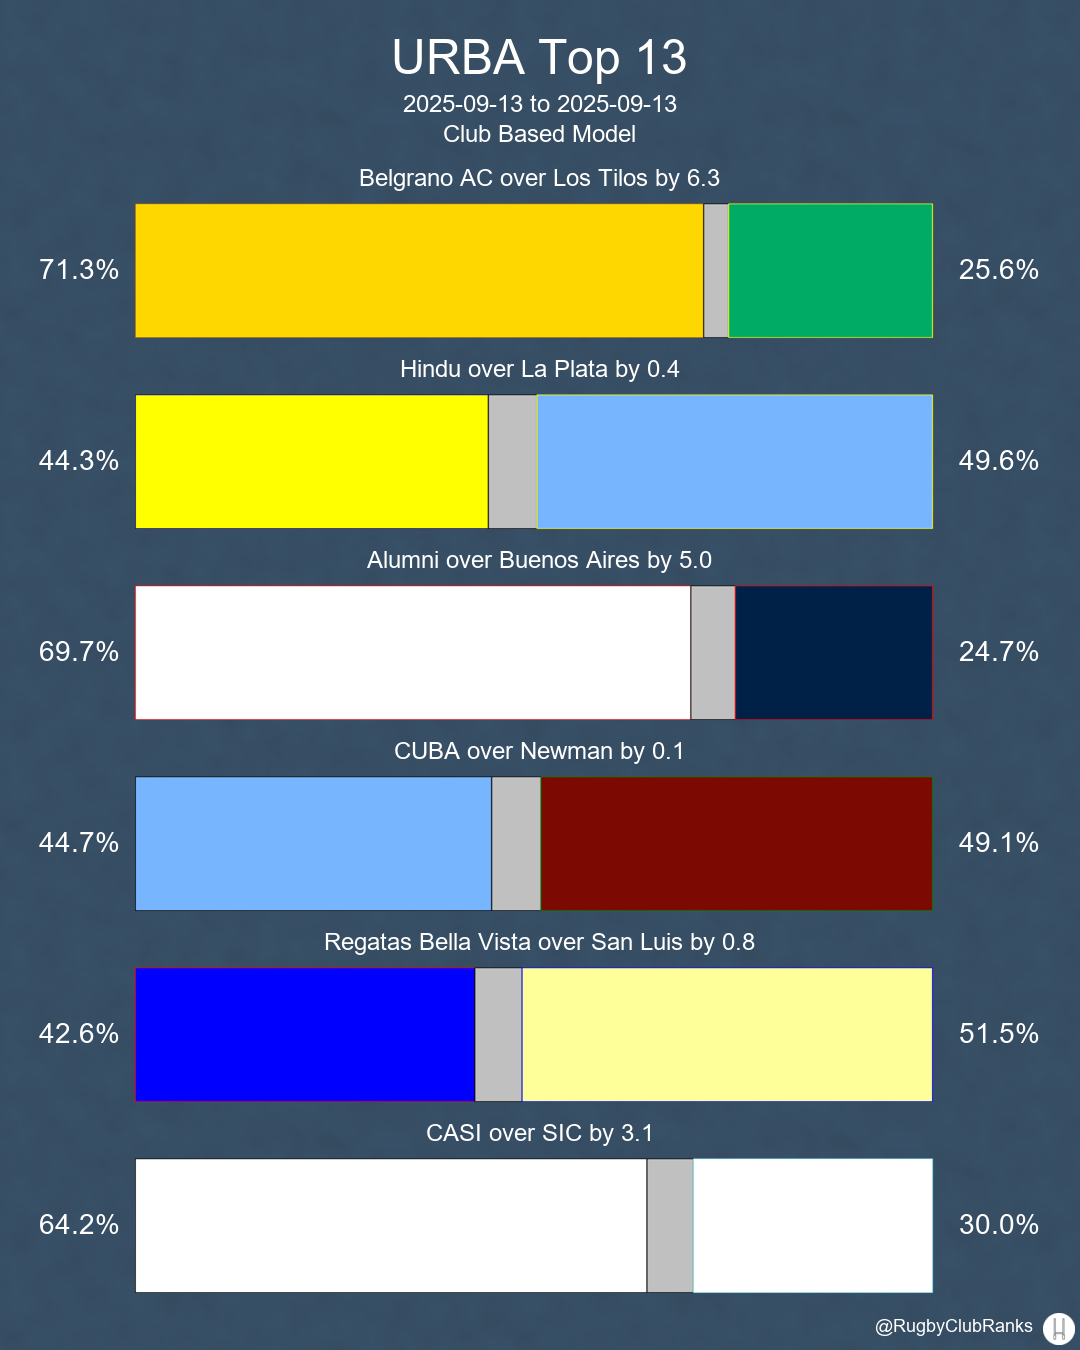 URBA Top 13
2025-09-13 to 2025-09-13
Club Based Model
Belgrano AC over Los Tilos by 6.3
71.3%
25.6%
Hindu over La Plata by 0.4
44.3%
49.6%
Alumni over Buenos Aires by 5.0
69.7%
24.7%
CUBA over Newman by 0.1
44.7%
49.1%
Regatas Bella Vista over San Luis by 0.8
42.6%
51.5%
CASI over SIC by 3.1
64.2%
30.0%
@RugbyClubRanks